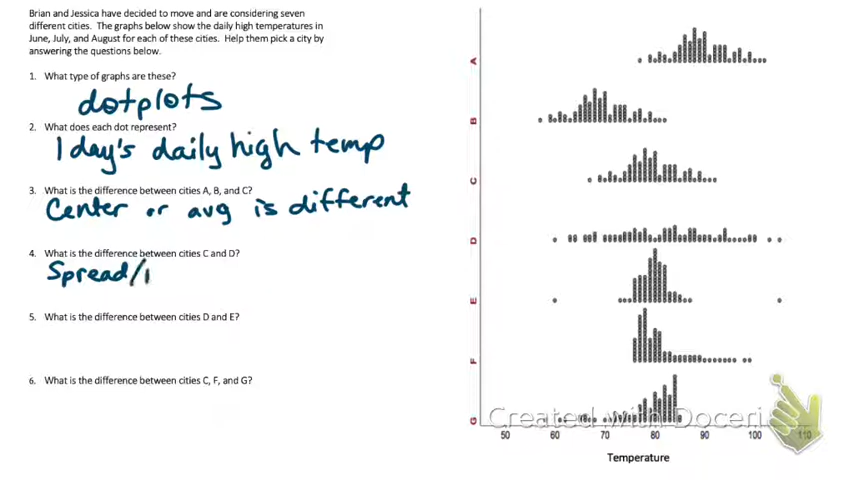 Brian and Jessica have decided to move and are considering seven
different cities. The graphs below show the daily high temperatures in
June, July, and August for each of these cities. Help them pick a city by
answering the questions below.
1. What type of graphs are these?
dotplots
2. What does each dot represent?
1 day's daily high temp
3. What is the difference between cities A, B, and C?
Center or avg is different
4. What is the difference between cities C and D?
Spread/
5. What is the difference between cities D and E?
6. What is the difference between cities C, F, and G?
A
B
C
D
E
F
G
Created with Doceri
50 60 70 80 90 100 110
Temperature